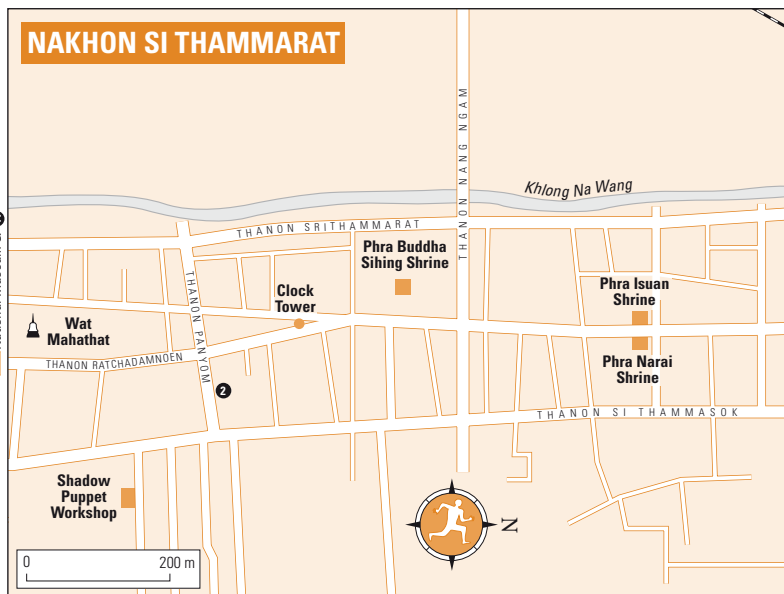 NAKHON SI THAMMARAT
THANON NANG NGAM
Khlong Na Wang
THANON SRITHAMMARAT
Phra Buddha
Sihing Shrine
Clock
Tower
Phra Isuan
Shrine
Phra Narai
Shrine
Wat
Mahathat
THANON PANYOM
THANON RATCHADAMNOEN
2
THANON SI THAMMASOK
Shadow
Puppet
Workshop
N
0 200 m